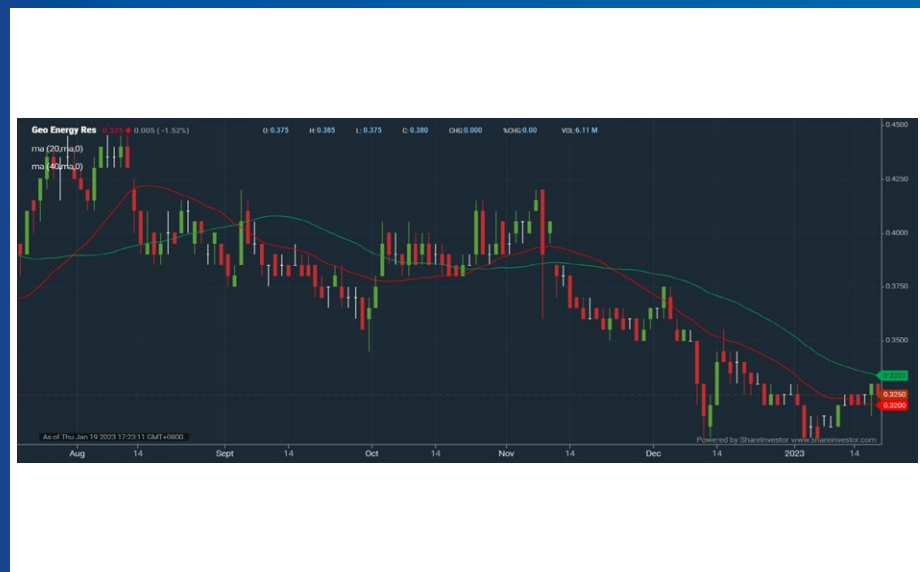 Geo Energy Res 0.325 0.005 ( -1.52%) O: 0.375 H: 0.385 L: 0.375 C: 0.380 CHG:0.000 %CHG:0.00 VOL:6.11 M
ma (20,ma,0)
ma (40,ma,0)
0.4500
0.4250
0.4000
0.3750
0.3500
0.3250
0.3200
As of Thu Jan 19 2023 17:23:11 GMT+0800
Powered by ShareInvestor www.shareinvestor.com
Aug 14 Sept 14 Oct 14 Nov 14 Dec 14 2023 14